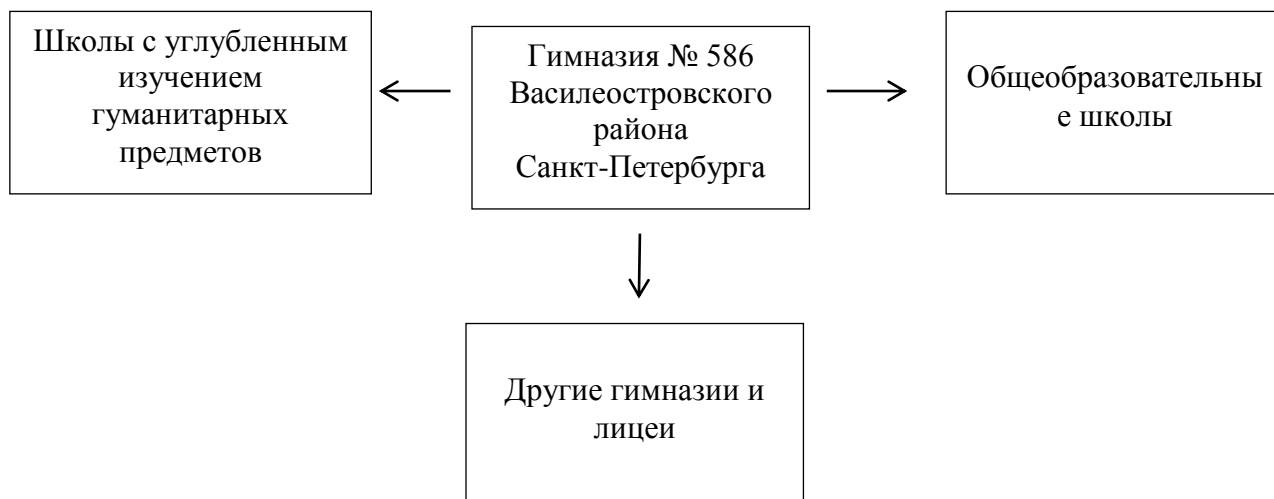 Школы с углубленным
изучением
гуманитарных
предметов
Гимназия № 586
Василеостровского
района
Санкт-Петербурга
Общеобразовательны
е школы
Другие гимназии и
лицеи